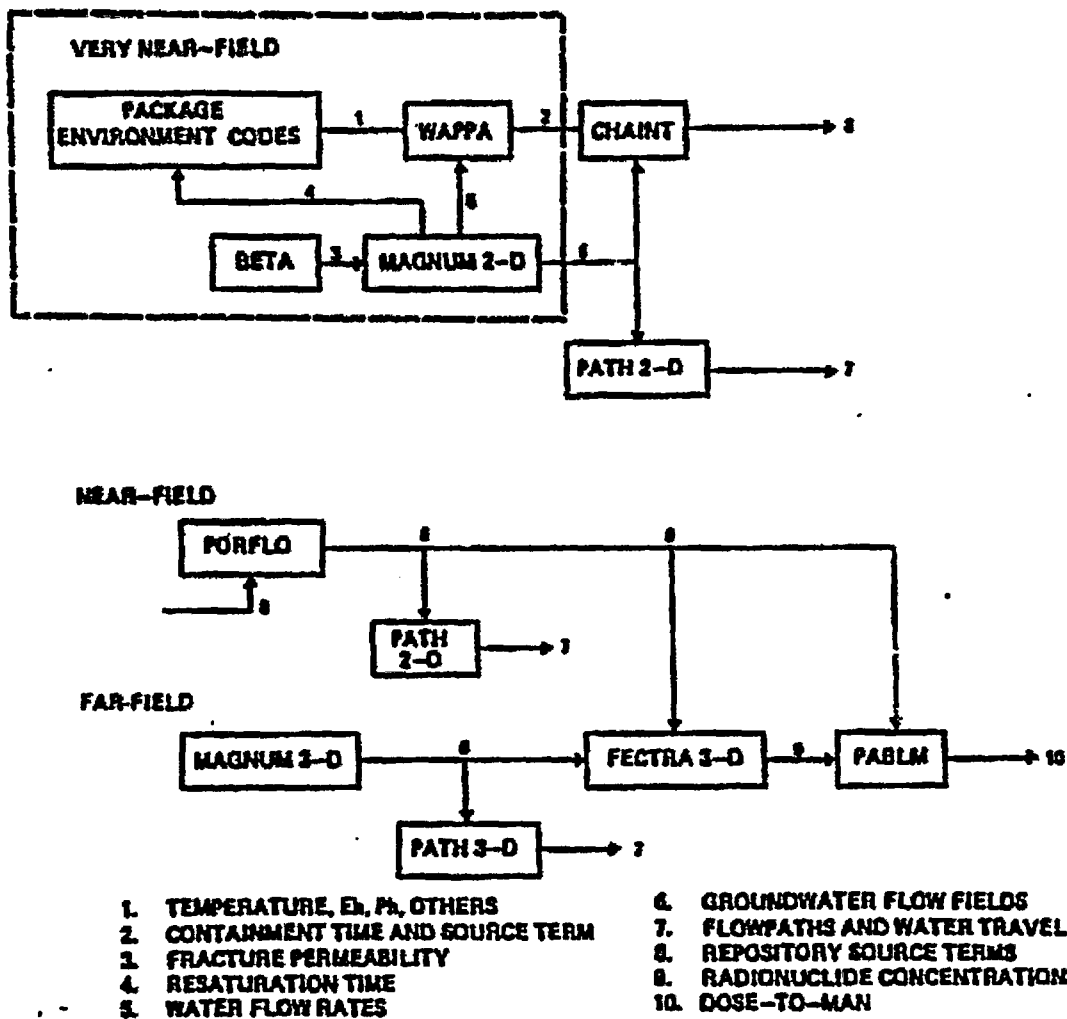 VERY NEAR-FIELD
PACKAGE
ENVIRONMENT CODES
1
WAPPA
2
CHAINT
8
4
5
BETA
3
MAGNUM 2-D
6
PATH 2-D
7
NEAR-FIELD
PORFLO
6
9
8
PATH
2-D
7
FAR-FIELD
MAGNUM 3-D
6
FECTRA 3-D
9
PABLM
10
PATH 3-D
7
1. TEMPERATURE, Eh, Ph, OTHERS
2. CONTAINMENT TIME AND SOURCE TERM
3. FRACTURE PERMEABILITY
4. RESATURATION TIME
5. WATER FLOW RATES
6. GROUNDWATER FLOW FIELDS
7. FLOWPATHS AND WATER TRAVEL
8. REPOSITORY SOURCE TERMS
9. RADIONUCLIDE CONCENTRATION
10. DOSE-TO-MAN